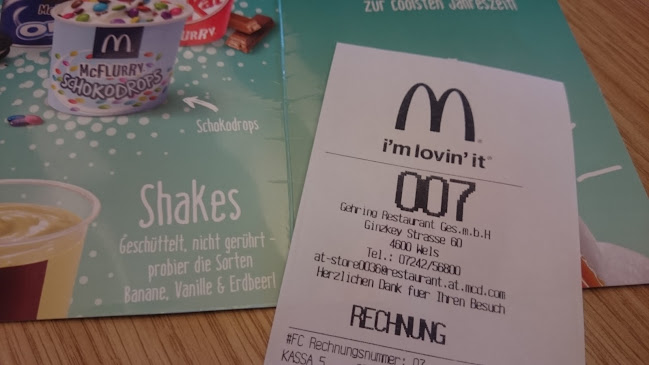 zur coolsten Jahreszeit!
McFLURRY
SCHOKODROPS
Schokodrops
Shakes
Geschüttelt, nicht gerührt -
probier die Sorten
Banane, Vanille & Erdbeer!
i'm lovin' it®
007
Gehring Restaurant Ges.m.b.H
Ginzkey Strasse 60
4600 Wels
Tel.: 07242/56800
at-store0036@restaurant.at.mcd.com
Herzlichen Dank fuer Ihren Besuch
RECHNUNG
#FC Rechnungsnummer: 07
KASSA 5